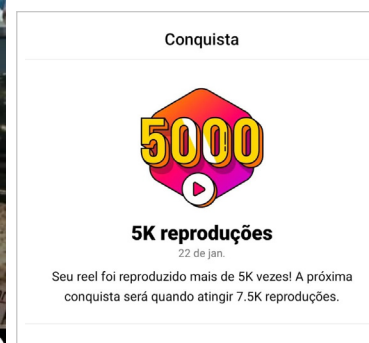 Conquista
5000
5K reproduções
22 de jan.
Seu reel foi reproduzido mais de 5K vezes! A próxima
conquista será quando atingir 7.5K reproduções.